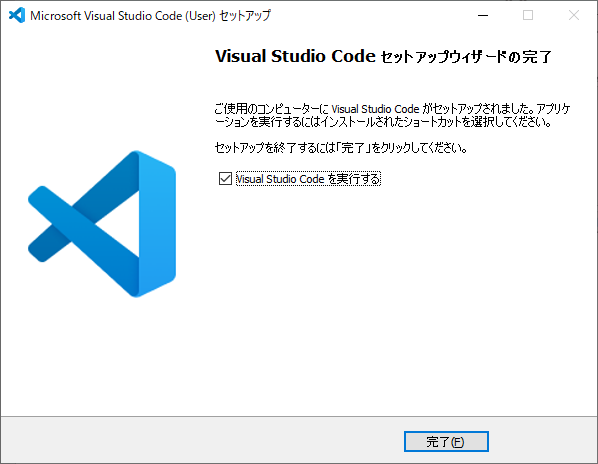 Microsoft Visual Studio Code (User) セットアップ
Visual Studio Code セットアップウィザードの完了
ご使用のコンピューターに Visual Studio Code がセットアップされました。アプリケ
ーションを実行するにはインストールされたショートカットを選択してください。
セットアップを終了するには「完了」をクリックしてください。
Visual Studio Code を実行する
完了(F)